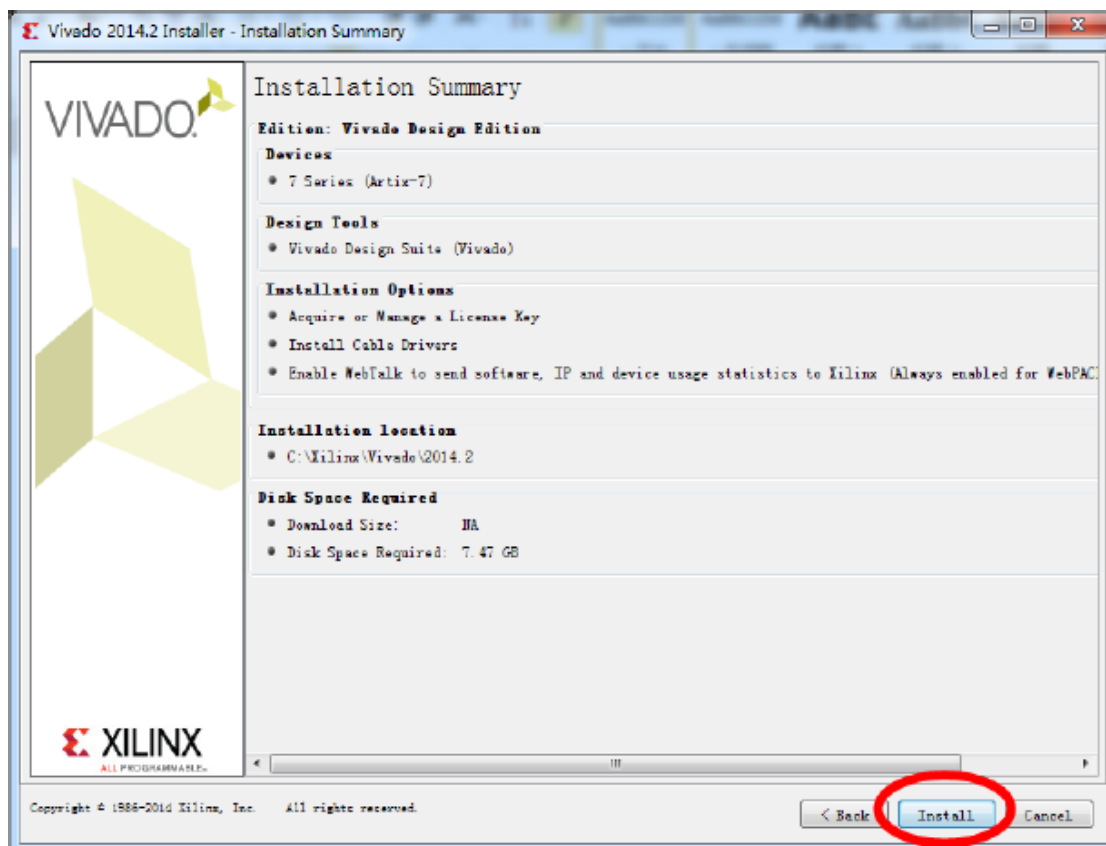 Vivado 2014.2 Installer - Installation Summary
VIVADO.
Installation Summary
Edition: Vivado Design Edition
Devices
7 Series (Artix-7)
Design Tools
Vivado Design Suite (Vivado)
Installation Options
Acquire or Manage a License Key
Install Cable Drivers
Enable WebTalk to send software, IP and device usage statistics to Xilinx (Always enabled for WebPAC
Installation location
C:\Xilinx\Vivado\2014.2
Disk Space Required
Download Size: NA
Disk Space Required: 7.47 GB
XILINX
ALL PROGRAMMABLE.
Copyright © 1986-2014 Xilinx, Inc. All rights reserved.
< Back Install Cancel